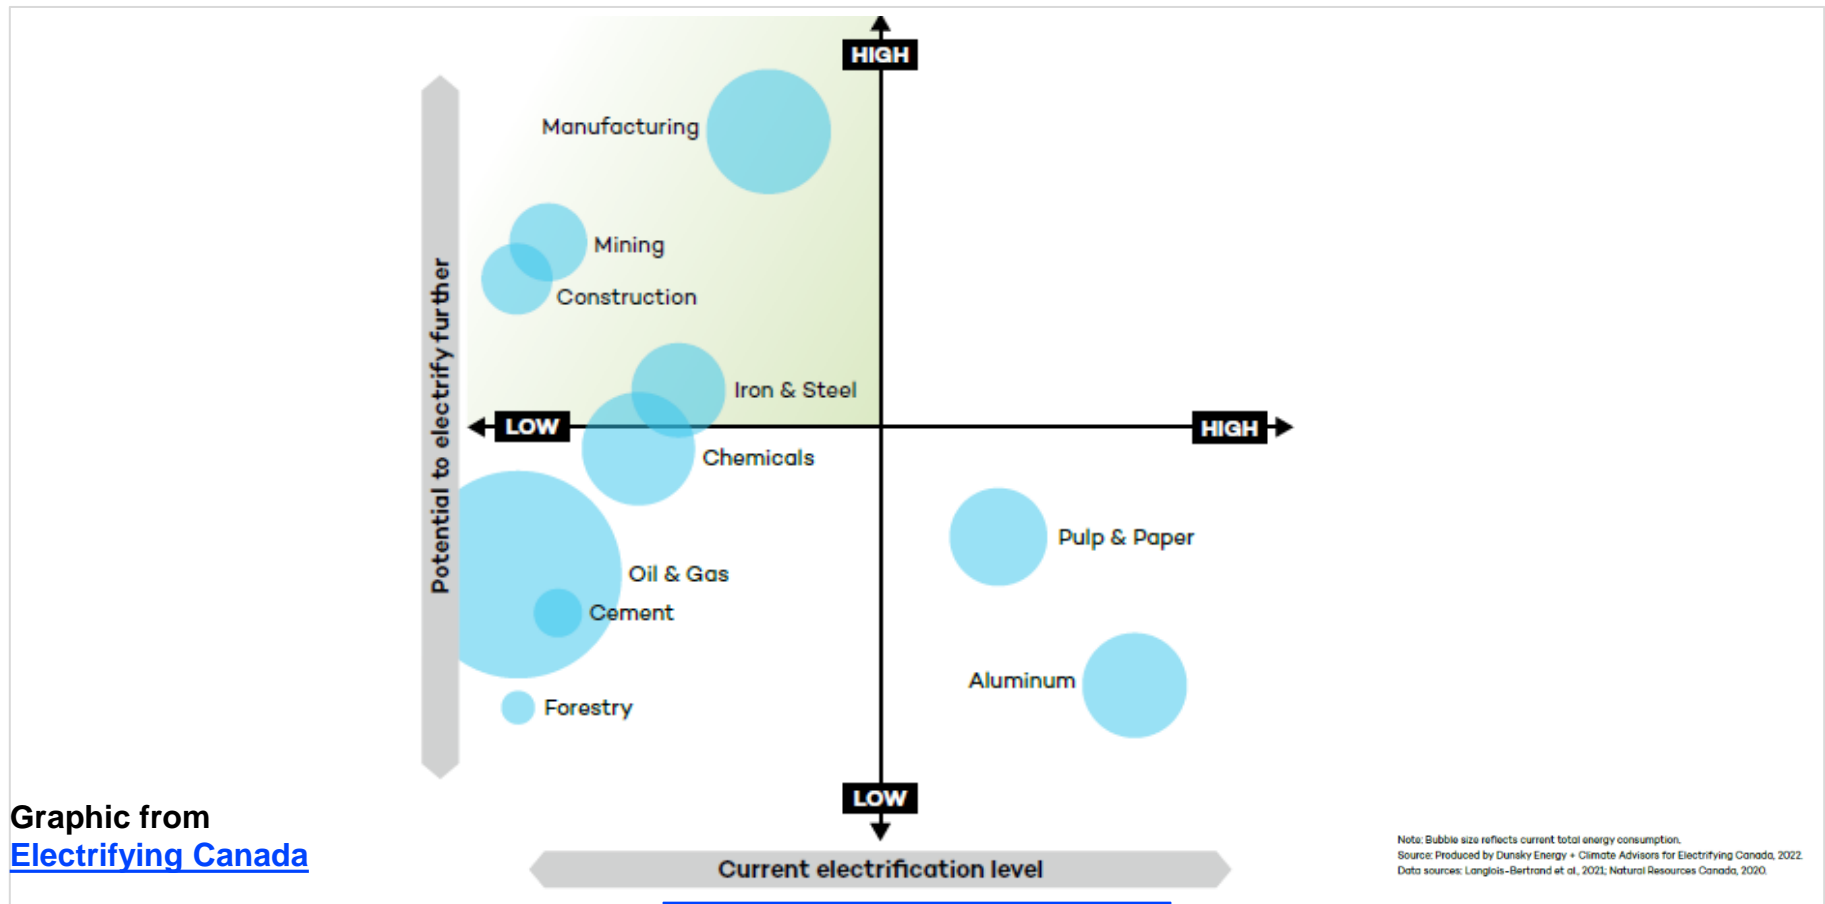 HIGH
Manufacturing
Mining
Construction
Potential to electrify further
Iron & Steel
LOW
HIGH
Chemicals
Pulp & Paper
Oil & Gas
Cement
Aluminum
Forestry
LOW
Graphic from
Electrifying Canada
Current electrification level
Note: Bubble size reflects current total energy consumption.
Source: Produced by Dunsky Energy + Climate Advisors for Electrifying Canada, 2022.
Data sources: Langlois-Bertrand et al., 2021; Natural Resources Canada, 2020.